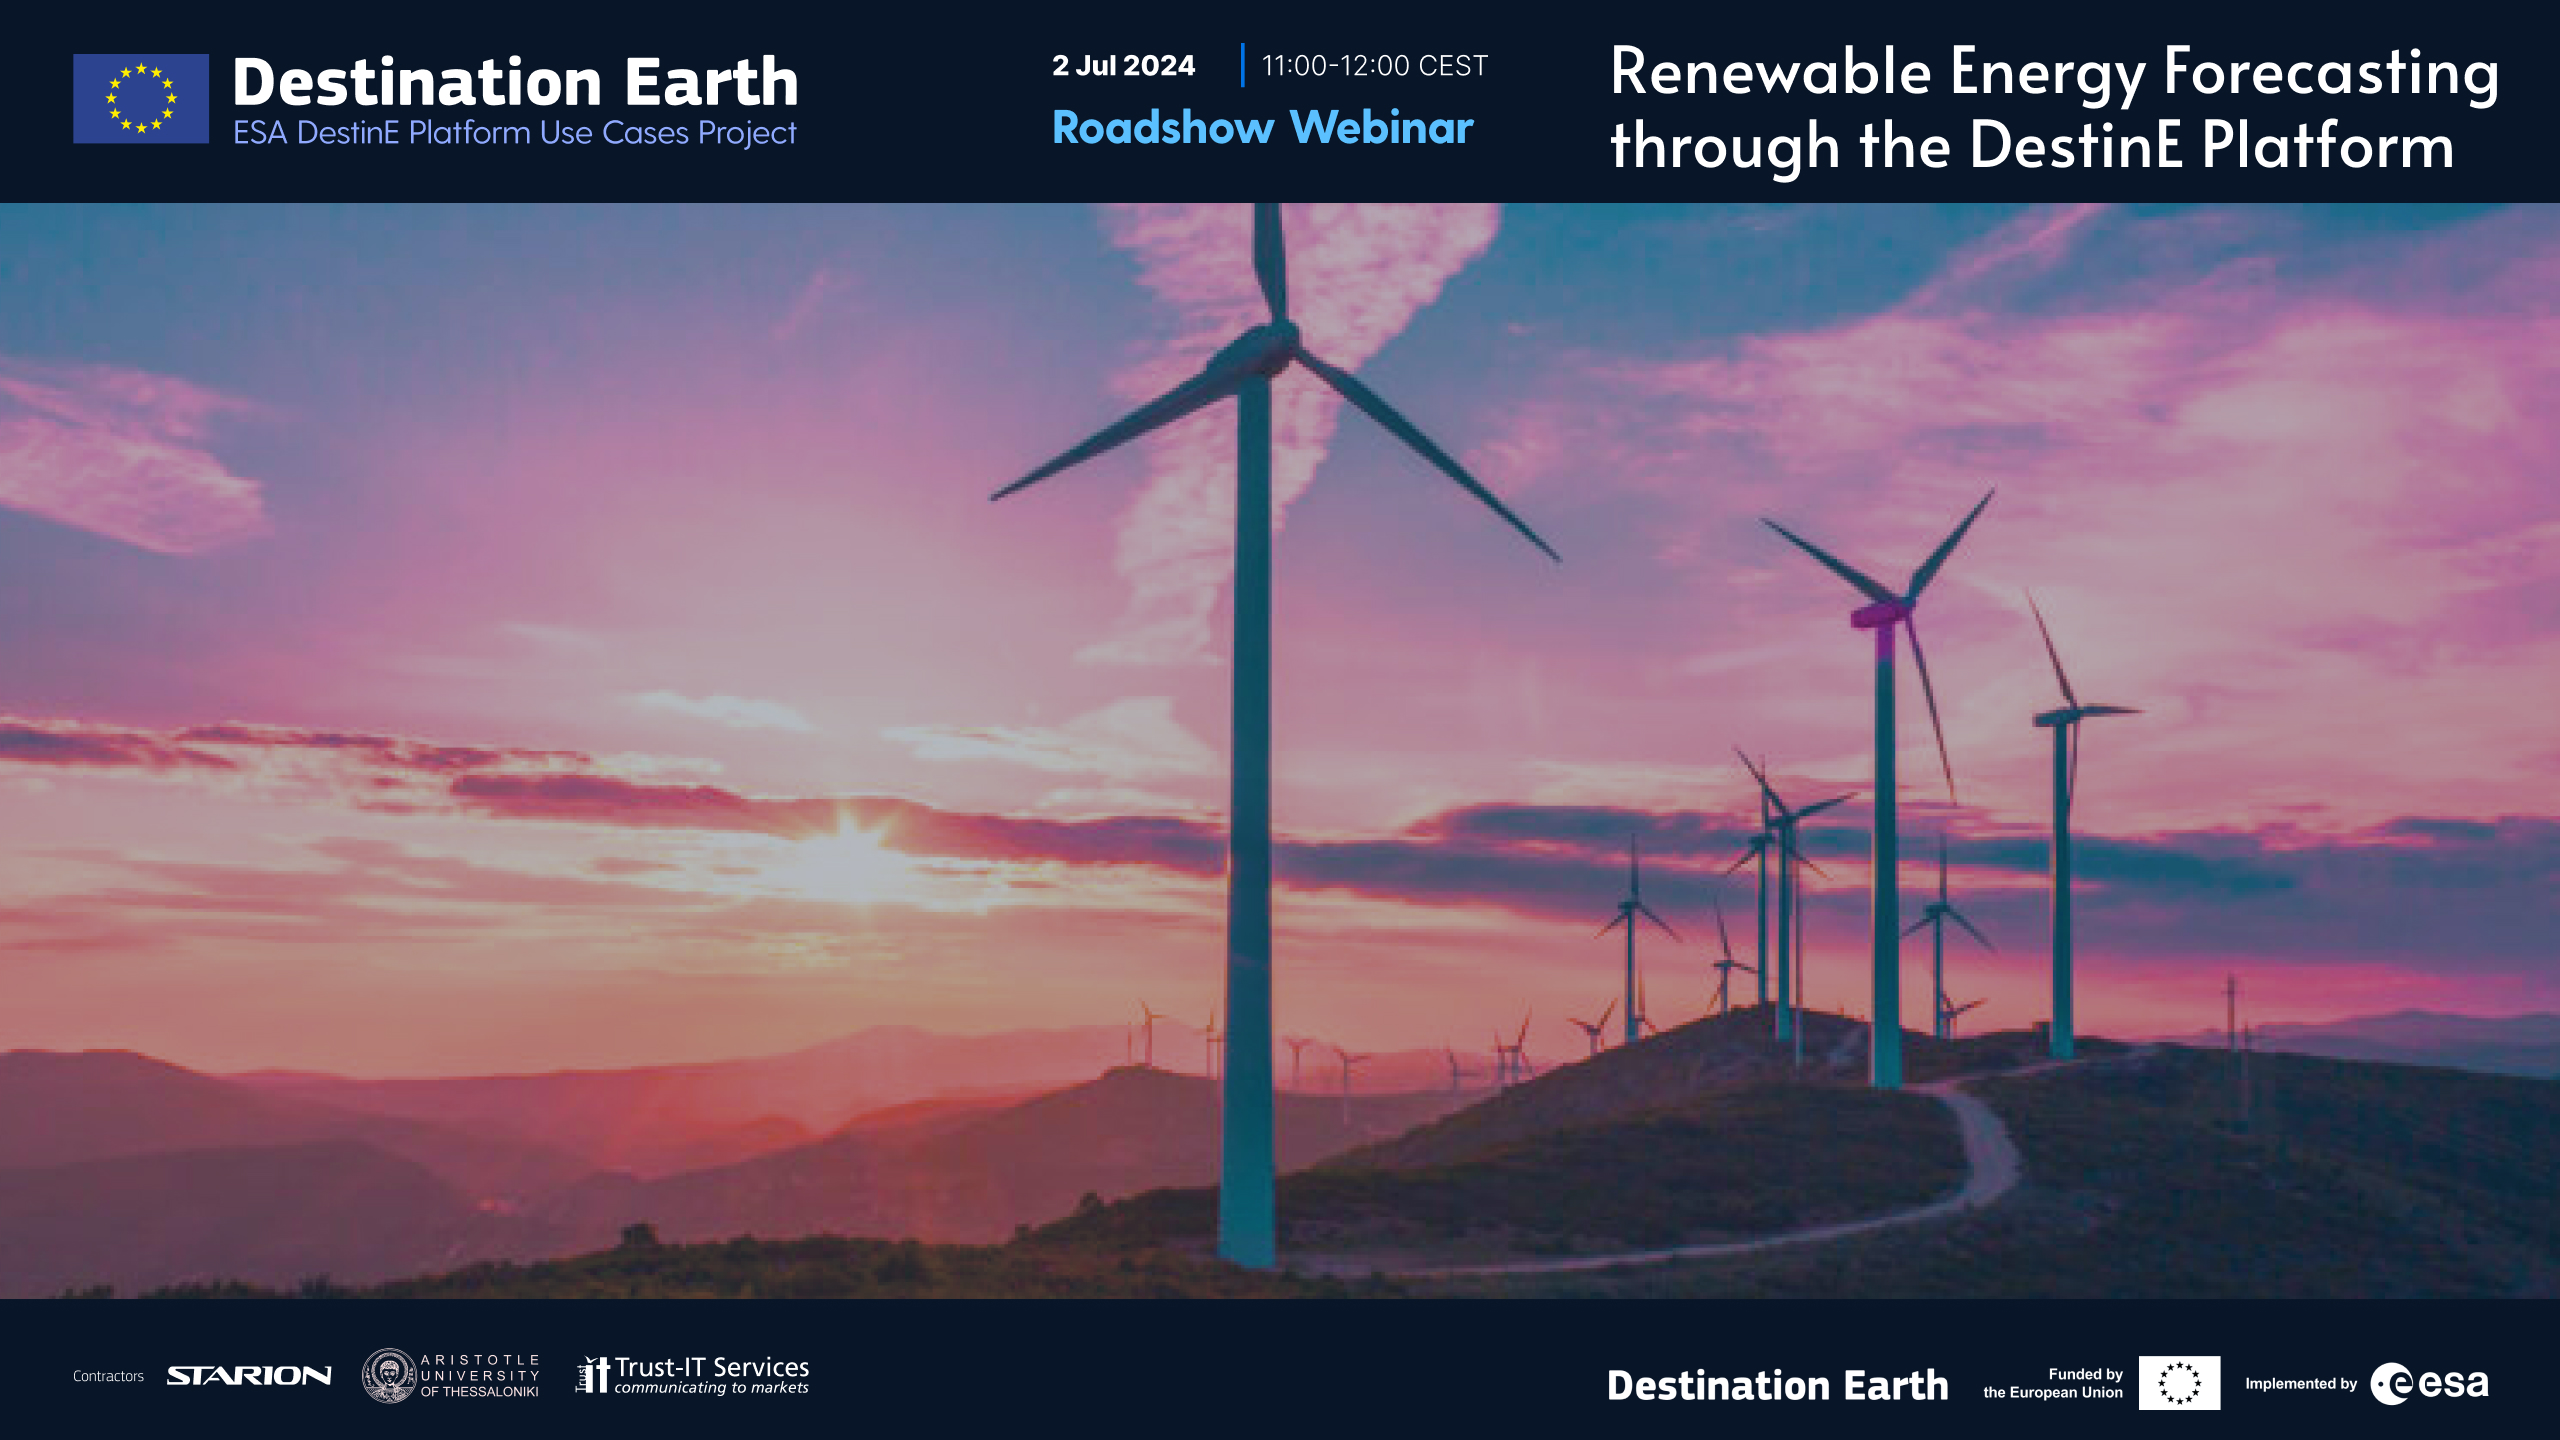 Destination Earth
ESA DestinE Platform Use Cases Project
2 Jul 2024 | 11:00-12:00 CEST
Roadshow Webinar
Renewable Energy Forecasting
through the DestinE Platform
Contractors
STARION
ARISTOTLE
UNIVERSITY
OF THESSALONIKI
Trust
it
Trust-IT Services
communicating to markets
Destination Earth
Funded by
the European Union
Implemented by
esa